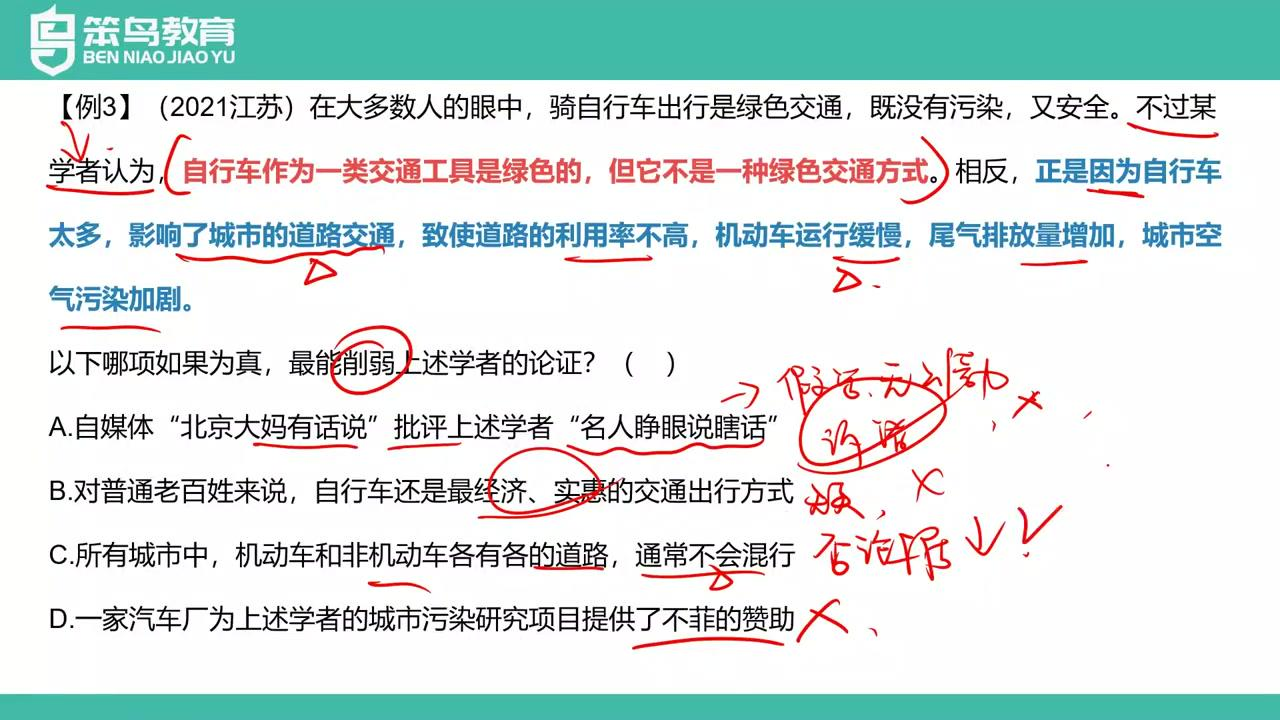 笨鸟教育
BEN NIAO JIAO YU
【例3】（2021江苏）在大多数人的眼中，骑自行车出行是绿色交通，既没有污染，又安全。不过某
学者认为，自行车作为一类交通工具是绿色的，但它不是一种绿色交通方式。相反，正是因为自行车
太多，影响了城市的道路交通，致使道路的利用率不高，机动车运行缓慢，尾气排放量增加，城市空
气污染加剧。
以下哪项如果为真，最能削弱上述学者的论证？（ ）
A.自媒体“北京大妈有话说”批评上述学者“名人睁眼说瞎话”
B.对普通老百姓来说，自行车还是最经济、实惠的交通出行方式
C.所有城市中，机动车和非机动车各有各的道路，通常不会混行
否论据
D.一家汽车厂为上述学者的城市污染研究项目提供了不菲的赞助